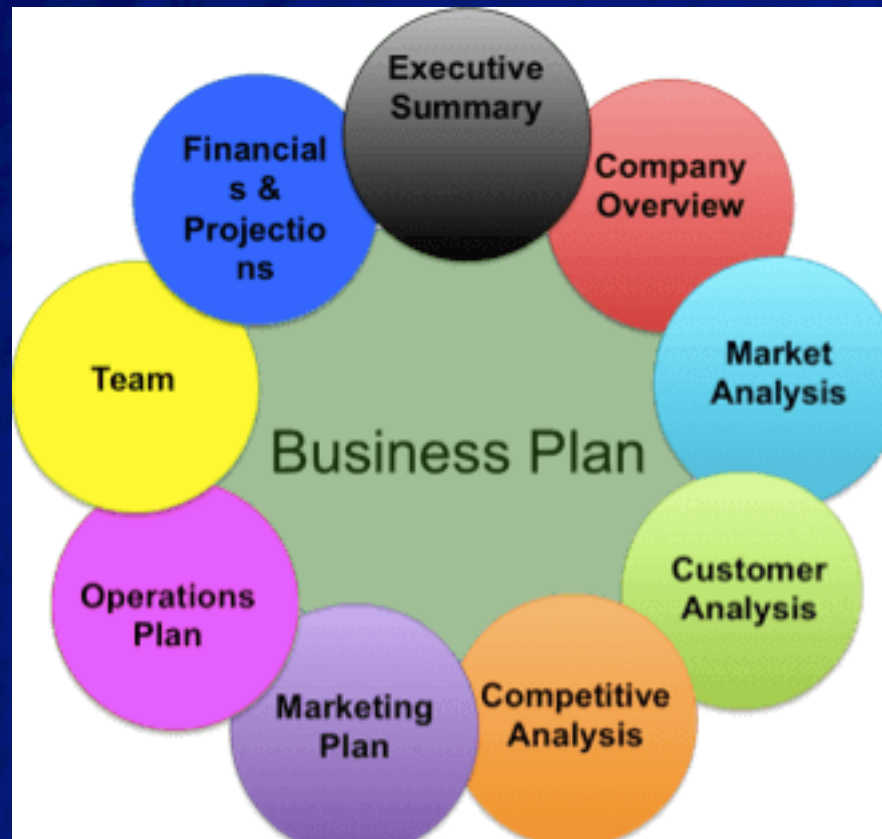 Executive
Summary
Company
Overview
Market
Analysis
Customer
Analysis
Competitive
Analysis
Marketing
Plan
Operations
Plan
Team
Financial
s &
Projectio
ns
Business Plan